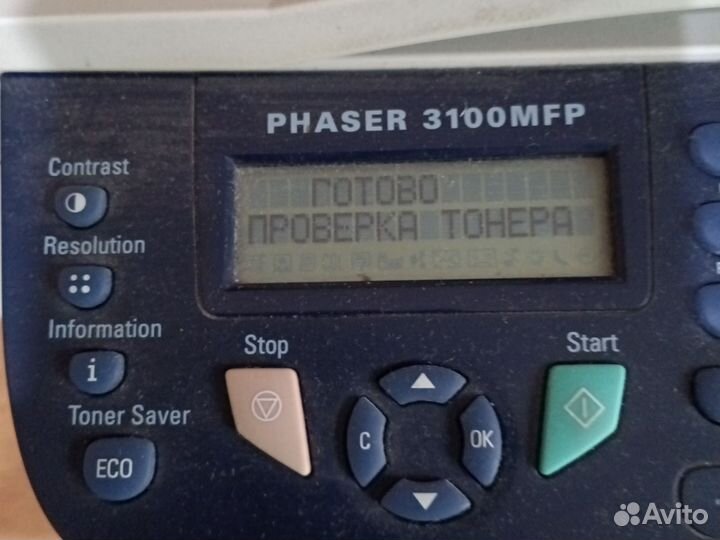 PHASER 3100MFP
Contrast
ГОТОВО
ПРОВЕРКА ТОНЕРА
Resolution
Information
i
Stop
Start
Toner Saver
ECO
C
OK
Avito